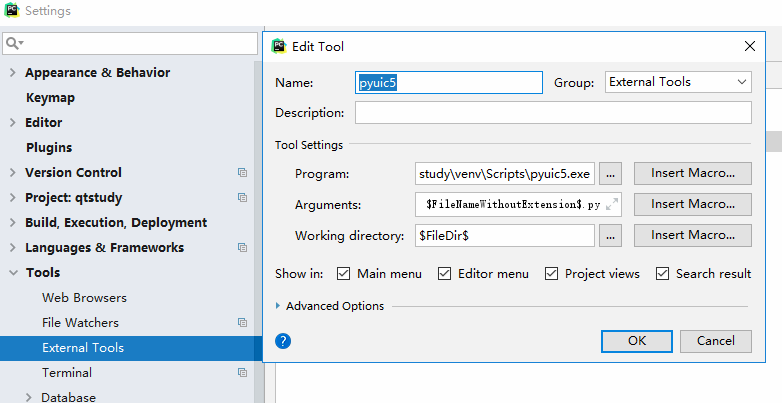 Settings
Appearance & Behavior
Keymap
Editor
Plugins
Version Control
Project: qtstudy
Build, Execution, Deployment
Languages & Frameworks
Tools
Web Browsers
File Watchers
External Tools
Terminal
Database
Edit Tool
Name: pyuic5 Group: External Tools
Description:
Tool Settings
Program: study\venv\Scripts\pyuic5.exe ... Insert Macro...
Arguments: $FileNameWithoutExtension$.py Insert Macro...
Working directory: $FileDir$ ... Insert Macro...
Show in: Main menu Editor menu Project views Search result
Advanced Options
? OK Cancel